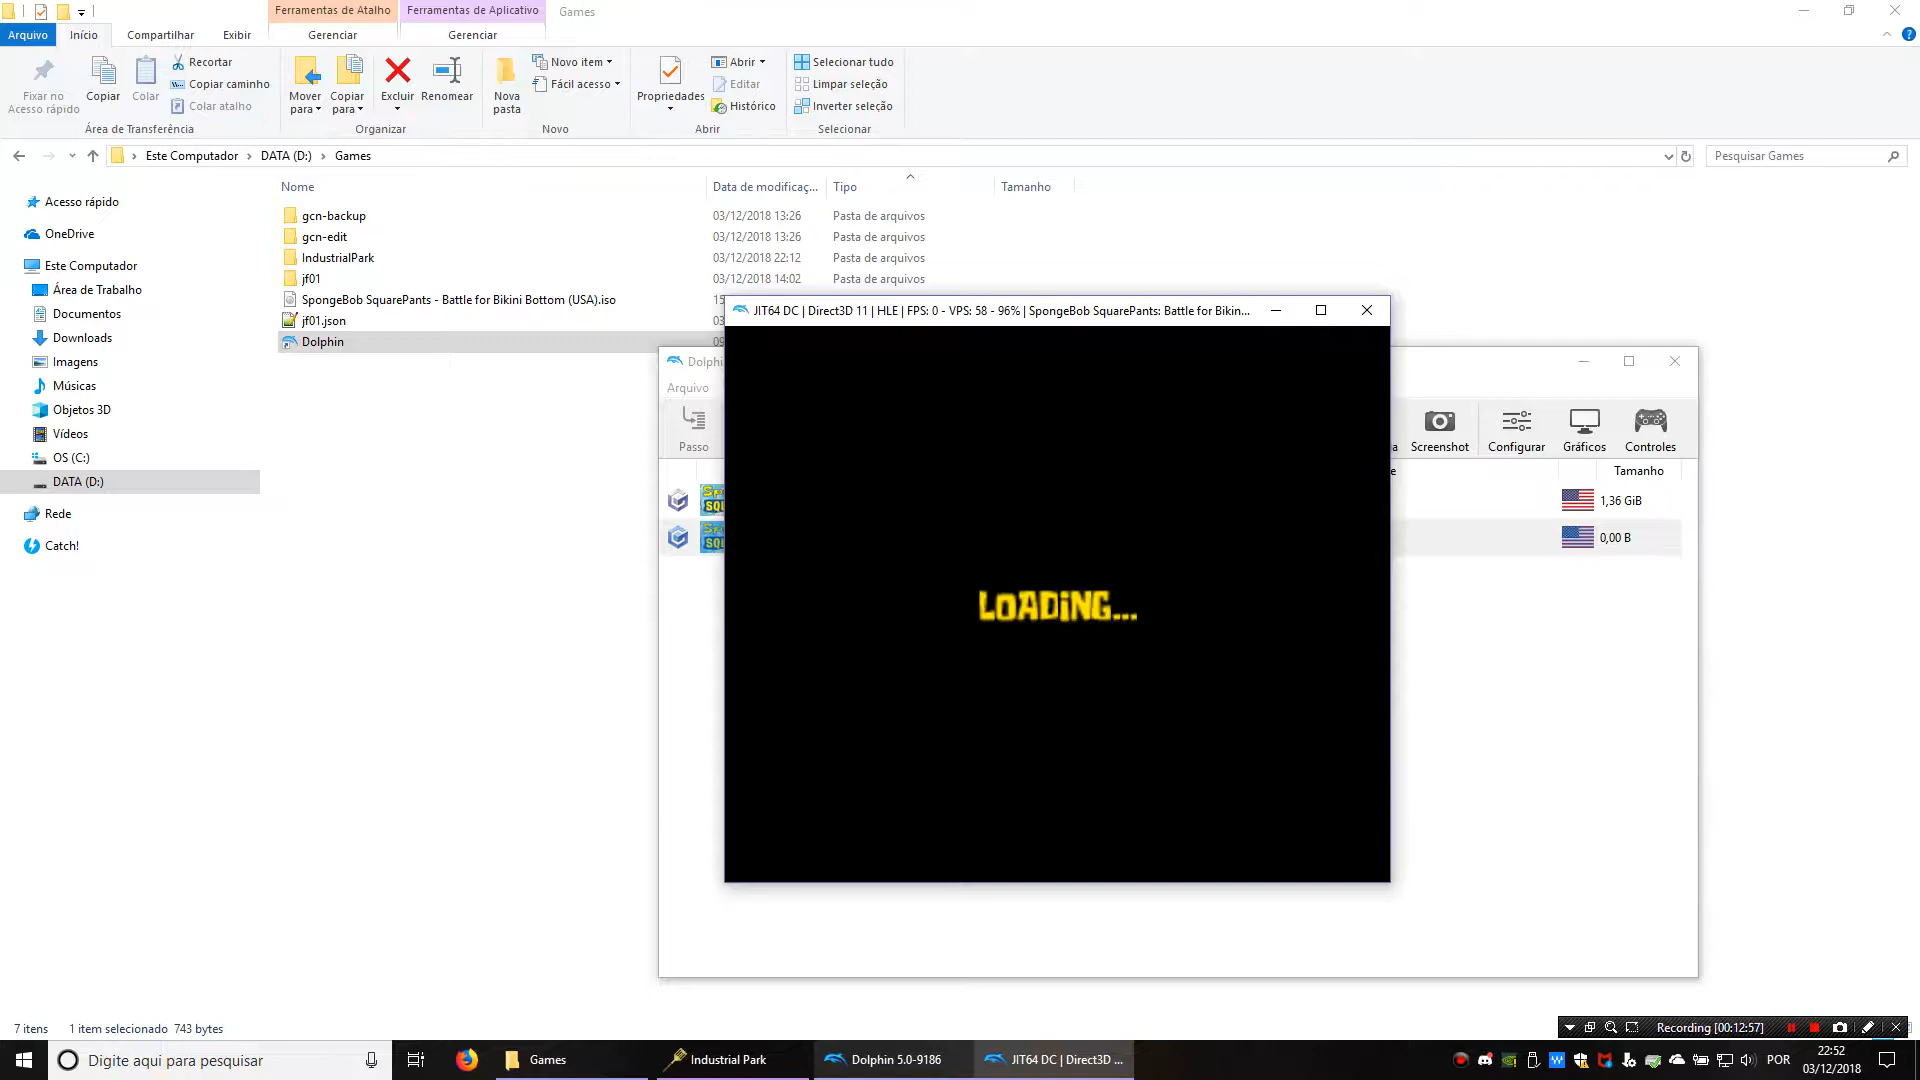 Ferramentas de Atalho
Ferramentas de Aplicativo
Games
Arquivo
Início
Compartilhar
Exibir
Gerenciar
Gerenciar
Fixar no
Acesso rápido
Copiar
Colar
Recortar
Copiar caminho
Colar atalho
Área de Transferência
Mover
para
Copiar
para
Excluir
Renomear
Organizar
Nova
pasta
Novo item
Fácil acesso
Novo
Propriedades
Abrir
Editar
Histórico
Abrir
Selecionar tudo
Limpar seleção
Inverter seleção
Selecionar
Este Computador
DATA (D:)
Games
Pesquisar Games
Nome
Data de modificaç...
Tipo
Tamanho
Acesso rápido
OneDrive
Este Computador
Área de Trabalho
Documentos
Downloads
Imagens
Músicas
Objetos 3D
Vídeos
OS (C:)
DATA (D:)
Rede
Catch!
gcn-backup 03/12/2018 13:26 Pasta de arquivos
gcn-edit 03/12/2018 13:26 Pasta de arquivos
IndustrialPark 03/12/2018 22:12 Pasta de arquivos
jf01 03/12/2018 14:02 Pasta de arquivos
SpongeBob SquarePants - Battle for Bikini Bottom (USA).iso 15
jf01.json 03
Dolphin 09
JIT64 DC | Direct3D 11 | HLE | FPS: 0 - VPS: 58 - 96% | SpongeBob SquarePants: Battle for Bikin...
LOADING...
Dolphi
Arquivo
Passo
a
Screenshot
Configurar
Gráficos
Controles
e
Tamanho
1,36 GiB
0,00 B
7 itens
1 item selecionado 743 bytes
Recording [00:12:57]
Digite aqui para pesquisar
Games
Industrial Park
Dolphin 5.0-9186
JIT64 DC | Direct3D ...
POR
22:52
03/12/2018